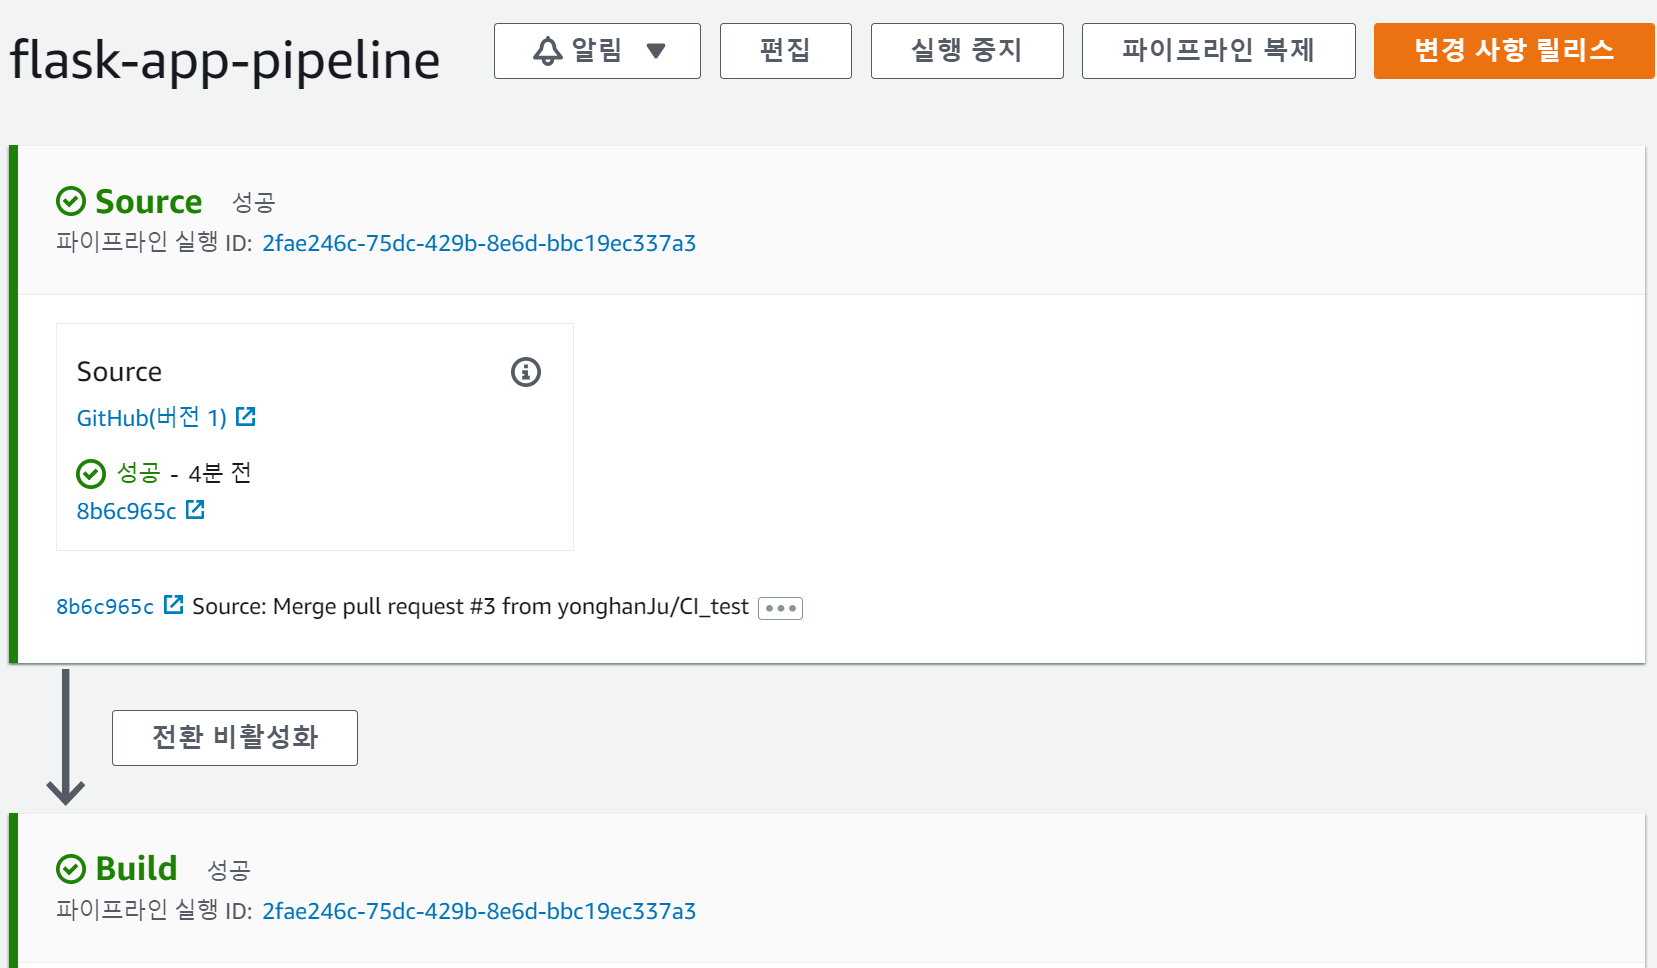 flask-app-pipeline
알림
편집
실행 중지
파이프라인 복제
변경 사항 릴리스
Source 성공
파이프라인 실행 ID: 2fae246c-75dc-429b-8e6d-bbc19ec337a3
Source
GitHub(버전 1)
성공 - 4분 전
8b6c965c
8b6c965c Source: Merge pull request #3 from yonghanJu/CI_test
전환 비활성화
Build 성공
파이프라인 실행 ID: 2fae246c-75dc-429b-8e6d-bbc19ec337a3